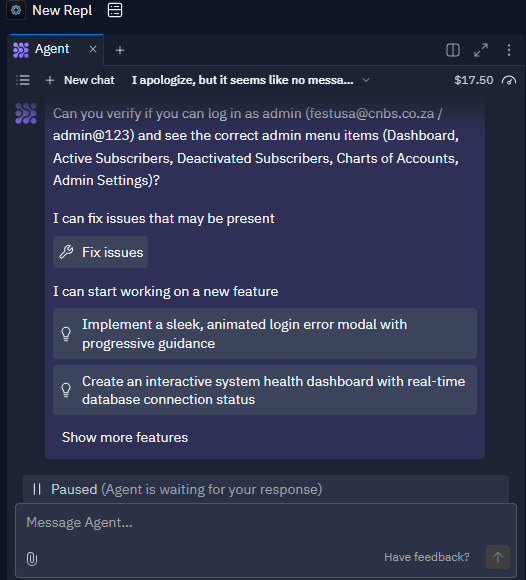 New Repl
Agent
New chat I apologize, but it seems like no messa... $17.50
Can you verify if you can log in as admin (festusa@cnbs.co.za /
admin@123) and see the correct admin menu items (Dashboard,
Active Subscribers, Deactivated Subscribers, Charts of Accounts,
Admin Settings)?
I can fix issues that may be present
Fix issues
I can start working on a new feature
Implement a sleek, animated login error modal with
progressive guidance
Create an interactive system health dashboard with real-time
database connection status
Show more features
Paused (Agent is waiting for your response)
Message Agent...
Have feedback?